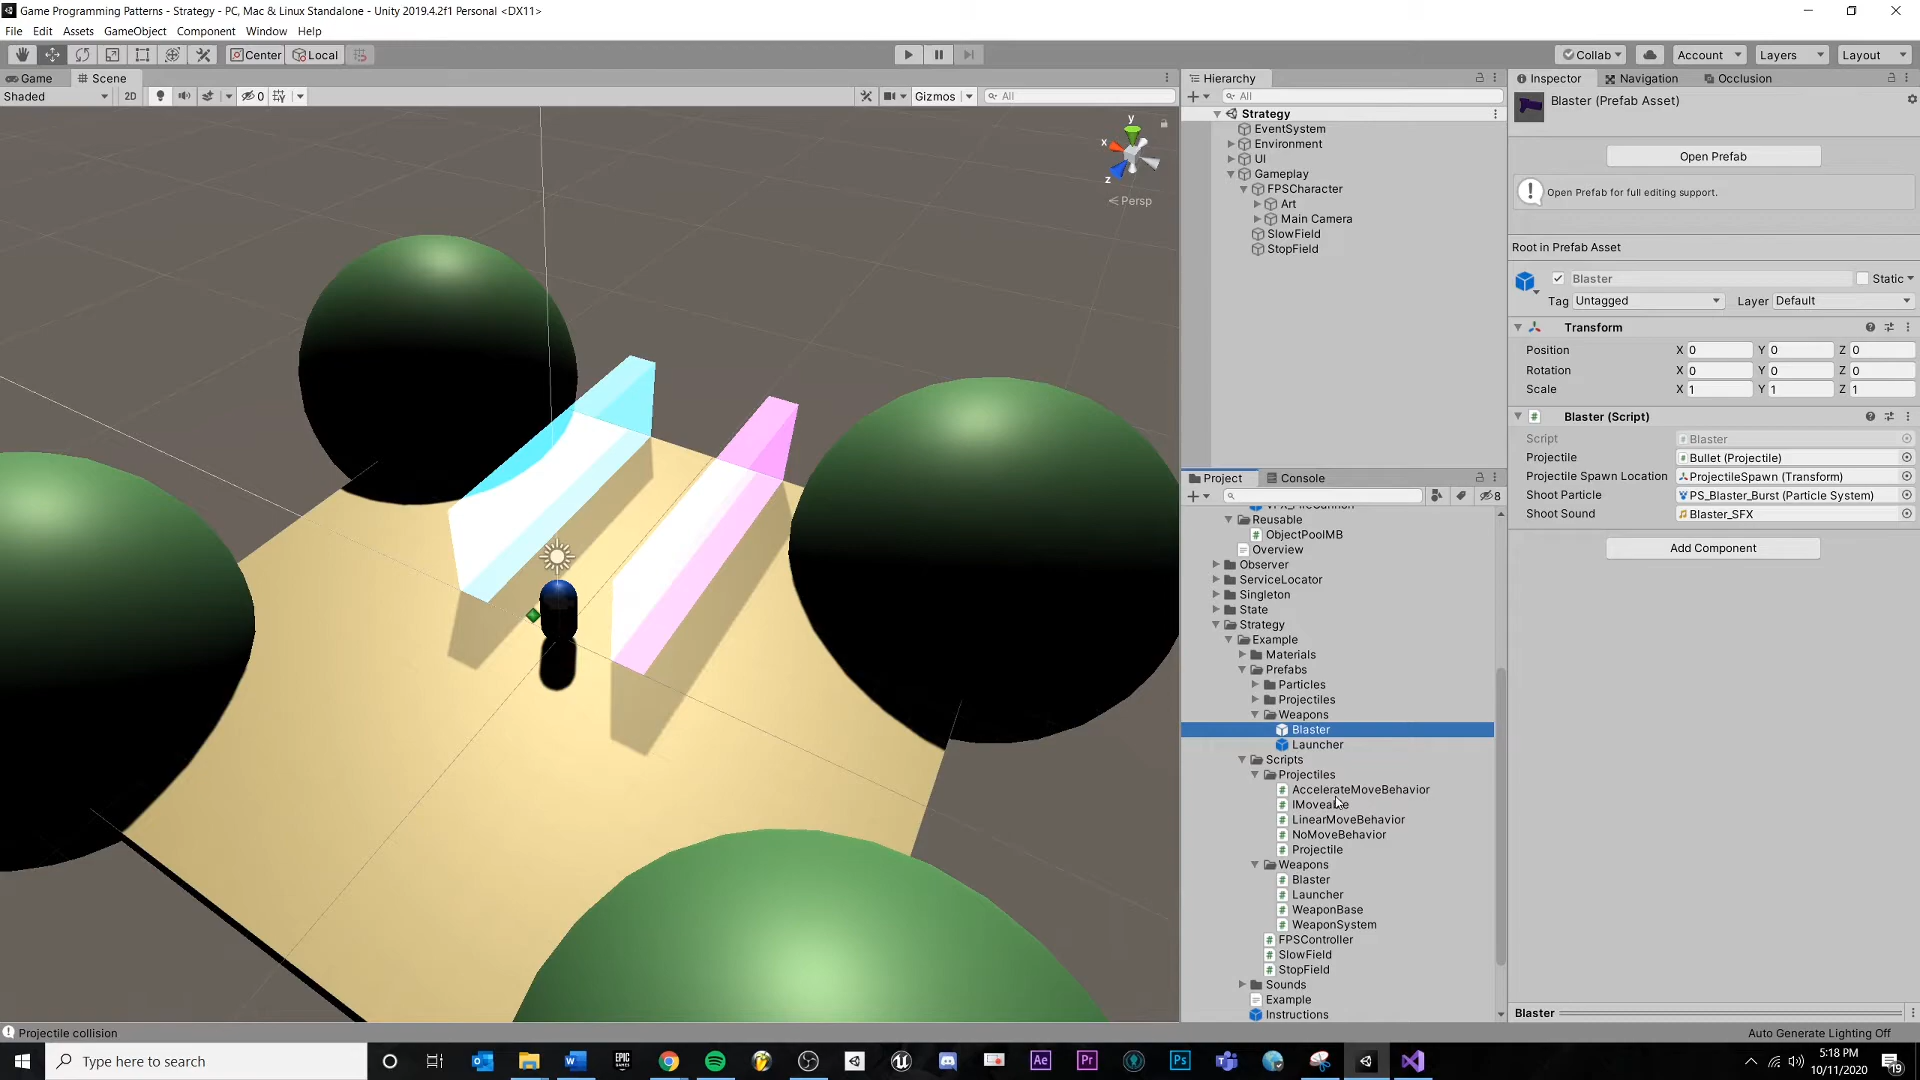 Game Programming Patterns - Strategy - PC, Mac & Linux Standalone - Unity 2019.4.2f1 Personal <DX11>
File Edit Assets GameObject Component Window Help
Center Local
Collab Account Layers Layout
Game Scene
Shaded 2D 0 Gizmos All
y
x
z
Persp
Hierarchy
All
Strategy
EventSystem
Environment
UI
Gameplay
FPSCharacter
Art
Main Camera
SlowField
StopField
Project Console
8
Reusable
ObjectPoolMB
Overview
Observer
ServiceLocator
Singleton
State
Strategy
Example
Materials
Prefabs
Particles
Projectiles
Weapons
Blaster
Launcher
Scripts
Projectiles
AccelerateMoveBehavior
LinearMoveBehavior
NoMoveBehavior
Projectile
Weapons
Blaster
Launcher
WeaponBase
WeaponSystem
FPSController
SlowField
StopField
Sounds
Example
Instructions
Inspector Navigation Occlusion
Blaster (Prefab Asset)
Open Prefab
Open Prefab for full editing support.
Root in Prefab Asset
Blaster Static
Tag Untagged Layer Default
Transform
Position X 0 Y 0 Z 0
Rotation X 0 Y 0 Z 0
Scale X 1 Y 1 Z 1
Blaster (Script)
Script Blaster
Projectile Bullet (Projectile)
Projectile Spawn Location ProjectileSpawn (Transform)
Shoot Particle PS_Blaster_Burst (Particle System)
Shoot Sound Blaster_SFX
Add Component
Blaster
Projectile collision
Auto Generate Lighting Off
Type here to search
EPIC GAMES
Ae
Pr
Ps
5:18 PM
10/11/2020
19